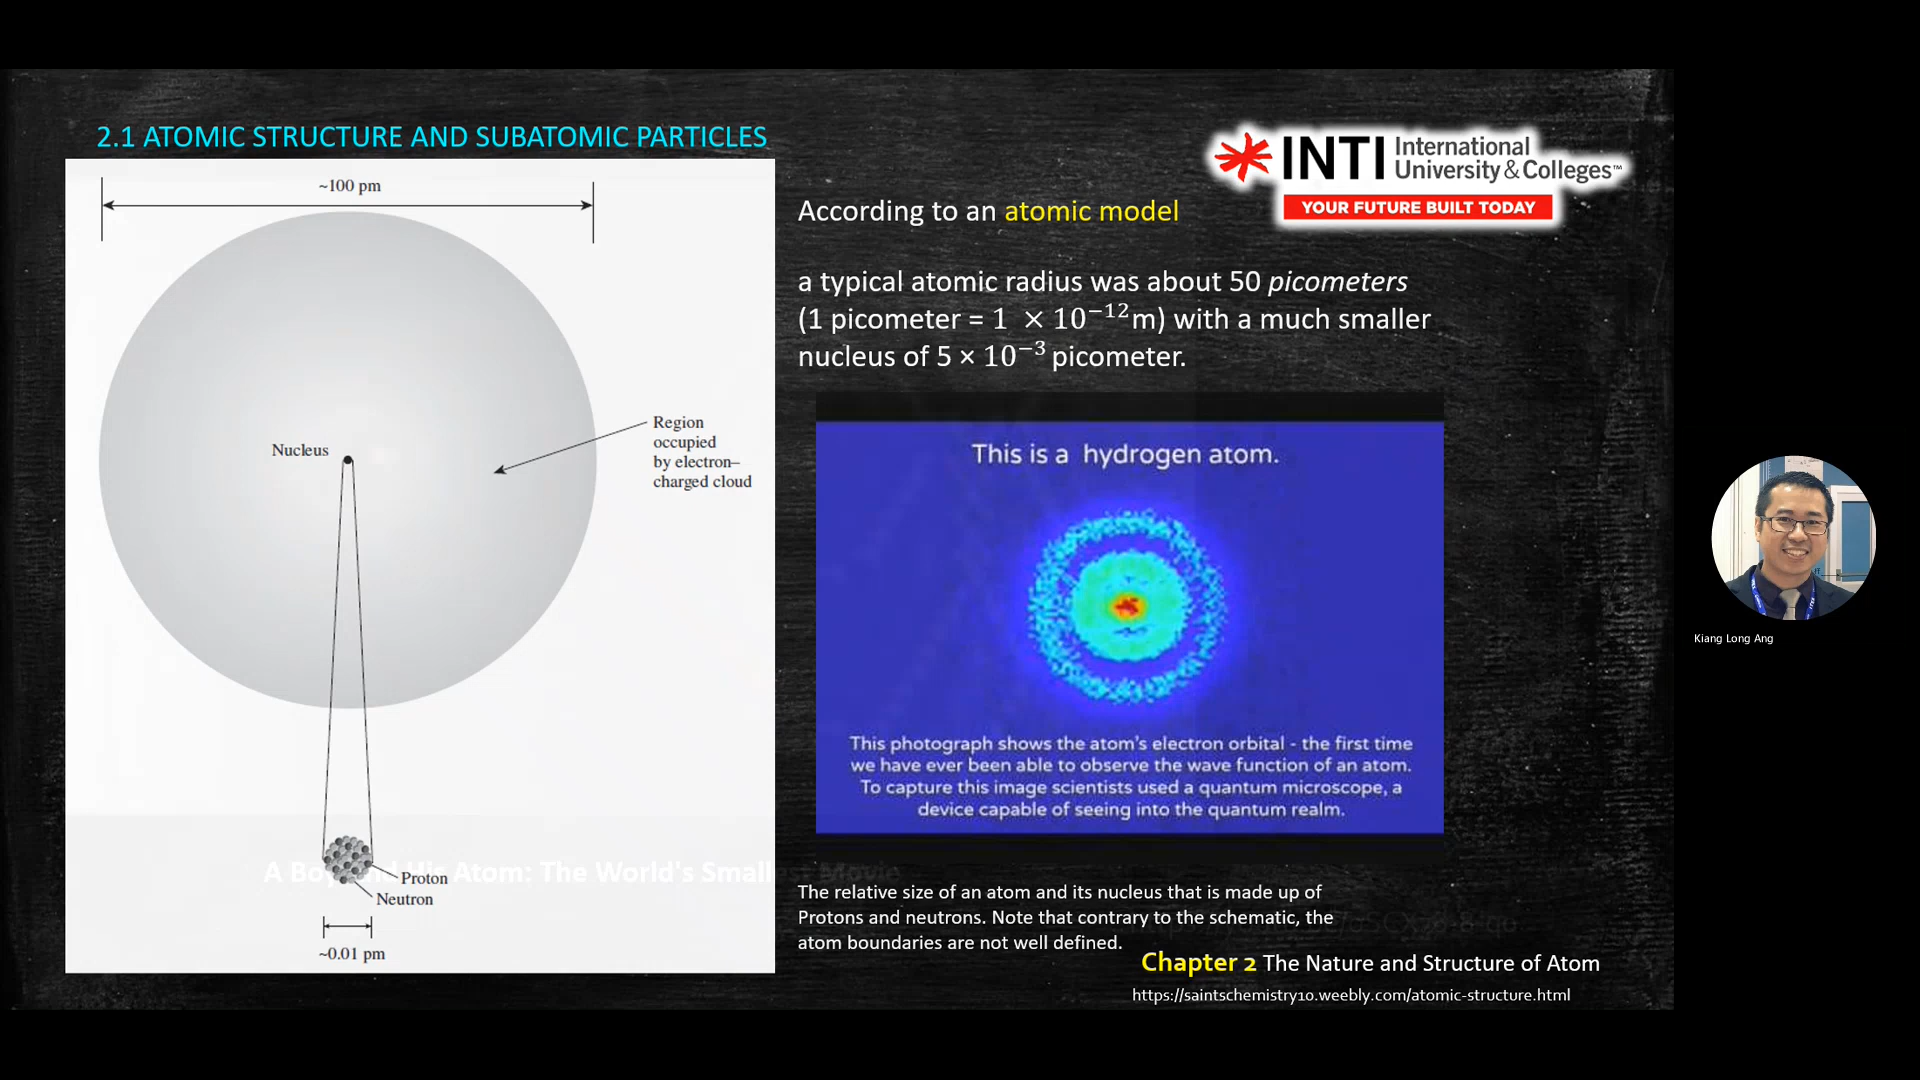 2.1 ATOMIC STRUCTURE AND SUBATOMIC PARTICLES
~100 pm
Nucleus
Region
occupied
by electron–
charged cloud
Proton
Neutron
~0.01 pm
INTI International
University & Colleges™
YOUR FUTURE BUILT TODAY
According to an atomic model
a typical atomic radius was about 50 picometers
(1 picometer = 1 × 10⁻¹²m) with a much smaller
nucleus of 5 × 10⁻³ picometer.
This is a hydrogen atom.
This photograph shows the atom's electron orbital - the first time
we have ever been able to observe the wave function of an atom.
To capture this image scientists used a quantum microscope, a
device capable of seeing into the quantum realm.
A Boy and His Atom: The World's Smallest Movie
The relative size of an atom and its nucleus that is made up of
Protons and neutrons. Note that contrary to the schematic, the
atom boundaries are not well defined.
Chapter 2 The Nature and Structure of Atom
https://saintschemistry10.weebly.com/atomic-structure.html
Kiang Long Ang